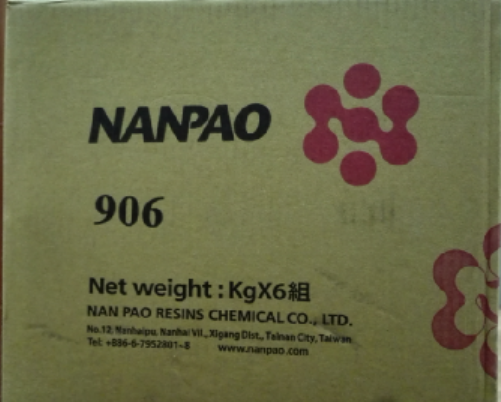 NANPAO
906
Net weight : KgX6組
NAN PAO RESINS CHEMICAL CO., LTD.
No.12, Nanhaipu, Nanhai Vil., Xigang Dist., Tainan City, Taiwan
Tel: +886-6-7952801~8 www.nanpao.com